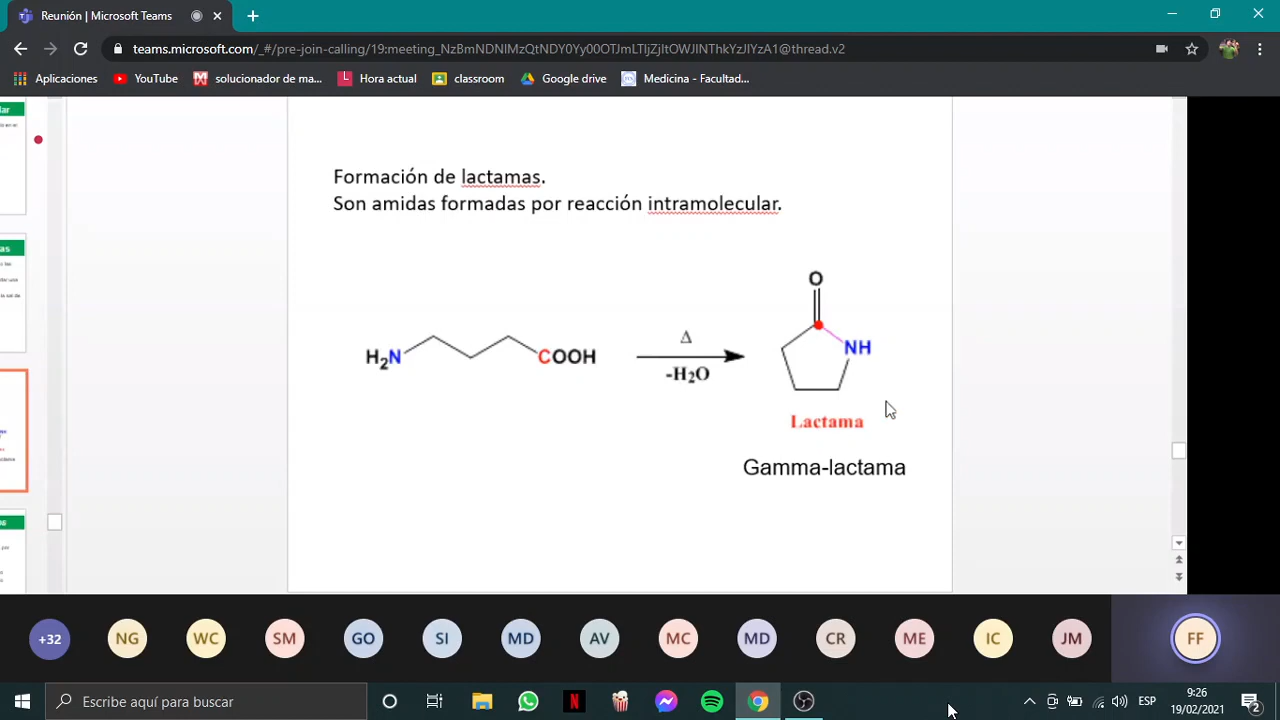 Reunión | Microsoft Teams
teams.microsoft.com/_#/pre-join-calling/19:meeting_NzBmNDNlMzQtNDY0Yy00OTJmLTljZjItOWJlNThkYzJlYzA1@thread.v2
Aplicaciones YouTube solucionador de ma... Hora actual classroom Google drive Medicina – Facultad...
Formación de lactamas.
Son amidas formadas por reacción intramolecular.
O
H2N COOH Δ NH
-H2O
Lactama
Gamma-lactama
+32 NG WC SM GO SI MD AV MC MD CR ME IC JM FF
Escribe aquí para buscar
ESP
9:26
19/02/2021
2